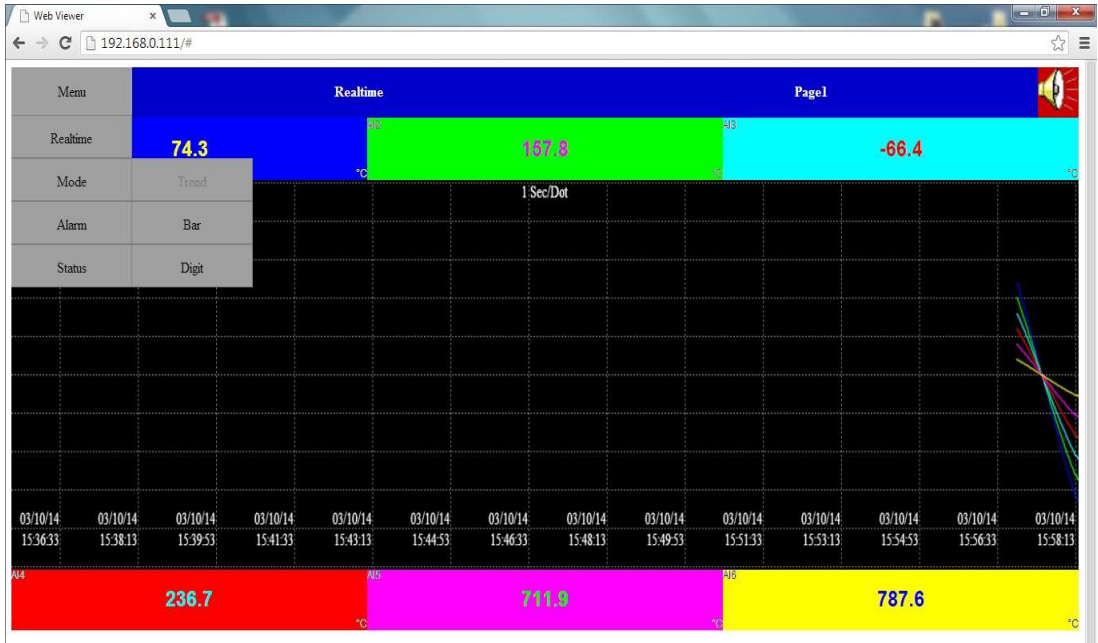 Web Viewer
192.168.0.111/#
Menu Realtime Page1
Realtime
74.3 °C
AI2 157.8 °C
AI3 -66.4 °C
Mode Trend
1 Sec/Dot
Alarm Bar
Status Digit
03/10/14 03/10/14 03/10/14 03/10/14 03/10/14 03/10/14 03/10/14 03/10/14 03/10/14 03/10/14 03/10/14 03/10/14 03/10/14 03/10/14
15:36:33 15:38:13 15:39:53 15:41:33 15:43:13 15:44:53 15:46:33 15:48:13 15:49:53 15:51:33 15:53:13 15:54:53 15:56:33 15:58:13
AI4 236.7 °C
AI5 711.9 °C
AI6 787.6 °C